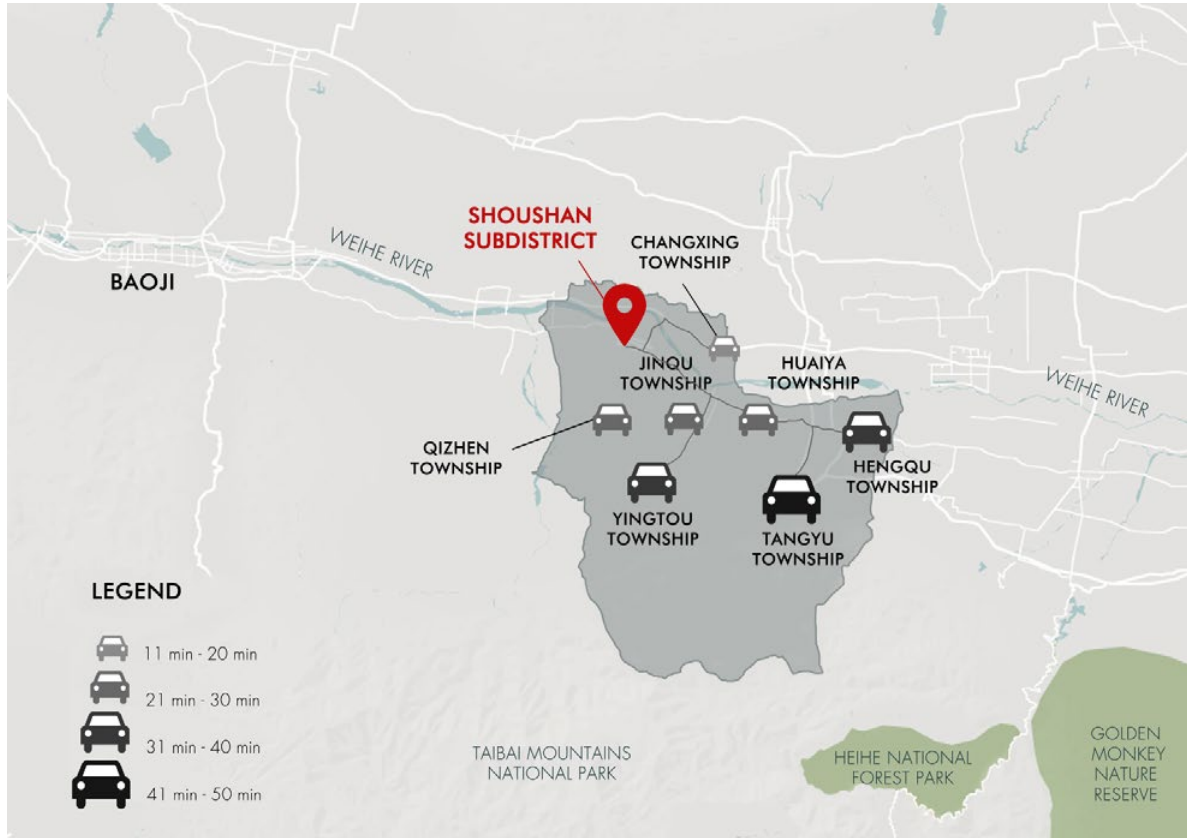 SHOUSHAN
SUBDISTRICT
CHANGXING
TOWNSHIP
WEIHE RIVER
BAOJI
JINQU
TOWNSHIP
HUAIYA
TOWNSHIP
WEIHE RIVER
QIZHEN
TOWNSHIP
HENGQU
TOWNSHIP
YINGTOU
TOWNSHIP
TANGYU
TOWNSHIP
LEGEND
11 min - 20 min
21 min - 30 min
31 min - 40 min
41 min - 50 min
TAIBAI MOUNTAINS
NATIONAL PARK
HEIHE NATIONAL
FOREST PARK
GOLDEN
MONKEY
NATURE
RESERVE